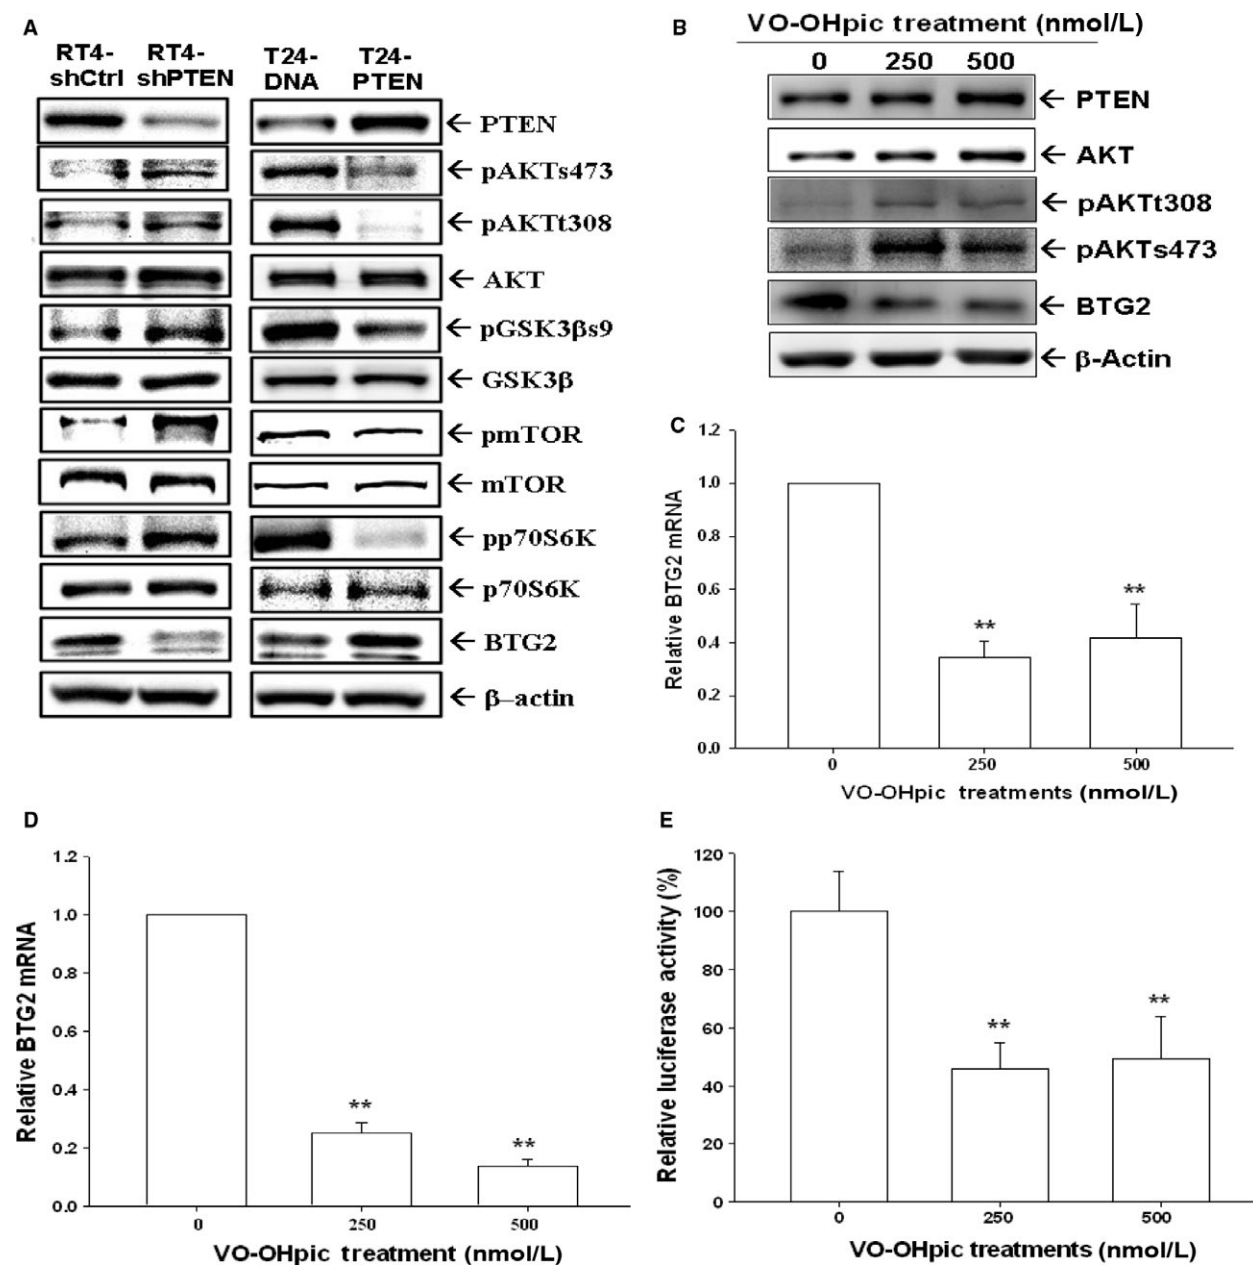 A
RT4-
shCtrl
RT4-
shPTEN
T24-
DNA
T24-
PTEN
← PTEN
← pAKTs473
← pAKTt308
← AKT
← pGSK3βs9
← GSK3β
← pmTOR
← mTOR
← pp70S6K
← p70S6K
← BTG2
← β–actin
B
VO-OHpic treatment (nmol/L)
0 250 500
← PTEN
← AKT
← pAKTt308
← pAKTs473
← BTG2
← β-Actin
C
Relative BTG2 mRNA
1.2
1.0
0.8
0.6
0.4
0.2
0.0
**
**
0 250 500
VO-OHpic treatments (nmol/L)
D
Relative BTG2 mRNA
1.2
1.0
0.8
0.6
0.4
0.2
0.0
**
**
0 250 500
VO-OHpic treatment (nmol/L)
E
Relative luciferase activity (%)
120
100
80
60
40
20
0
**
**
0 250 500
VO-OHpic treatments (nmol/L)